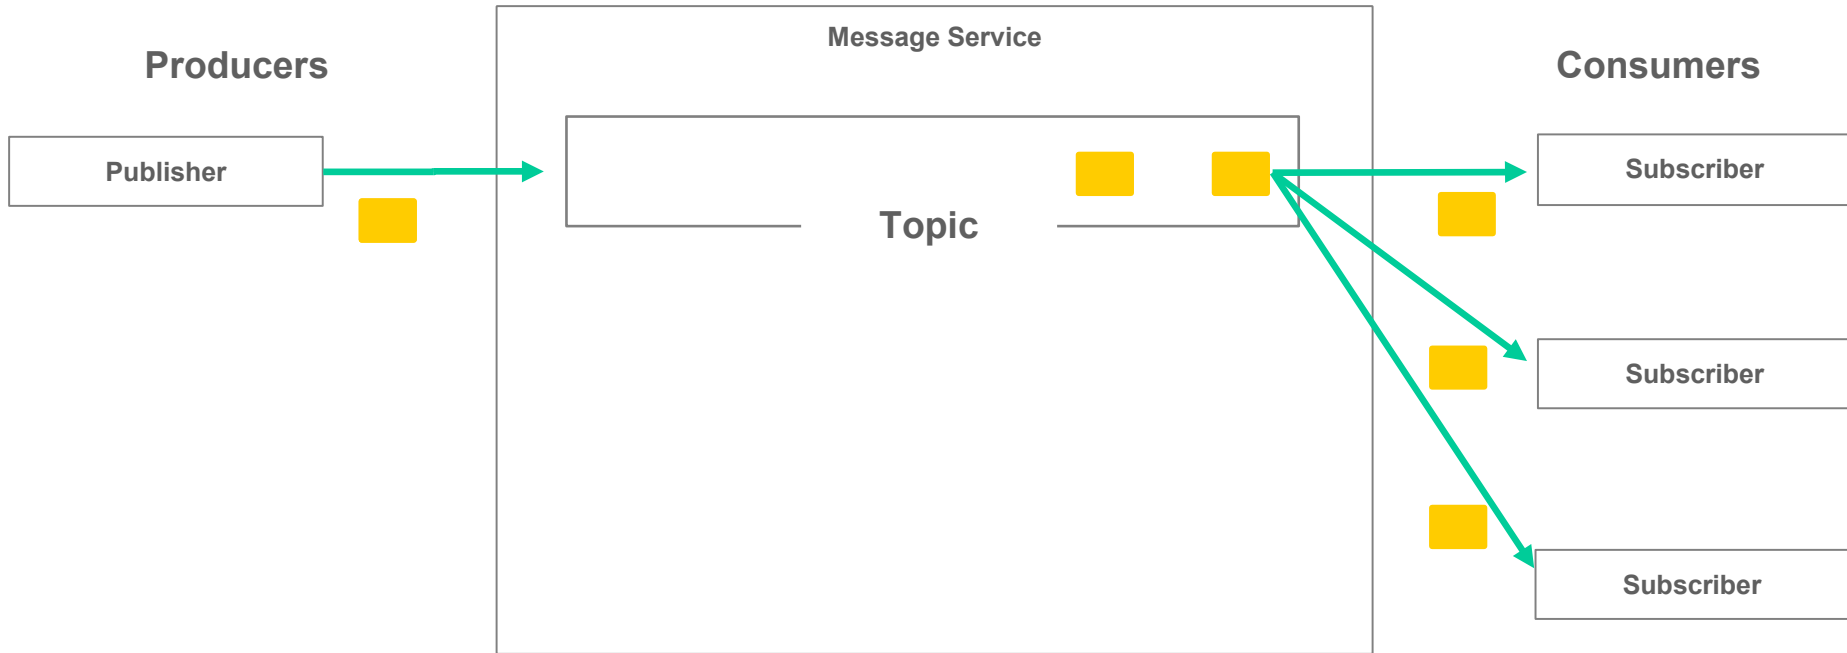 Message Service
Producers
Consumers
Publisher
Subscriber
Topic
Subscriber
Subscriber